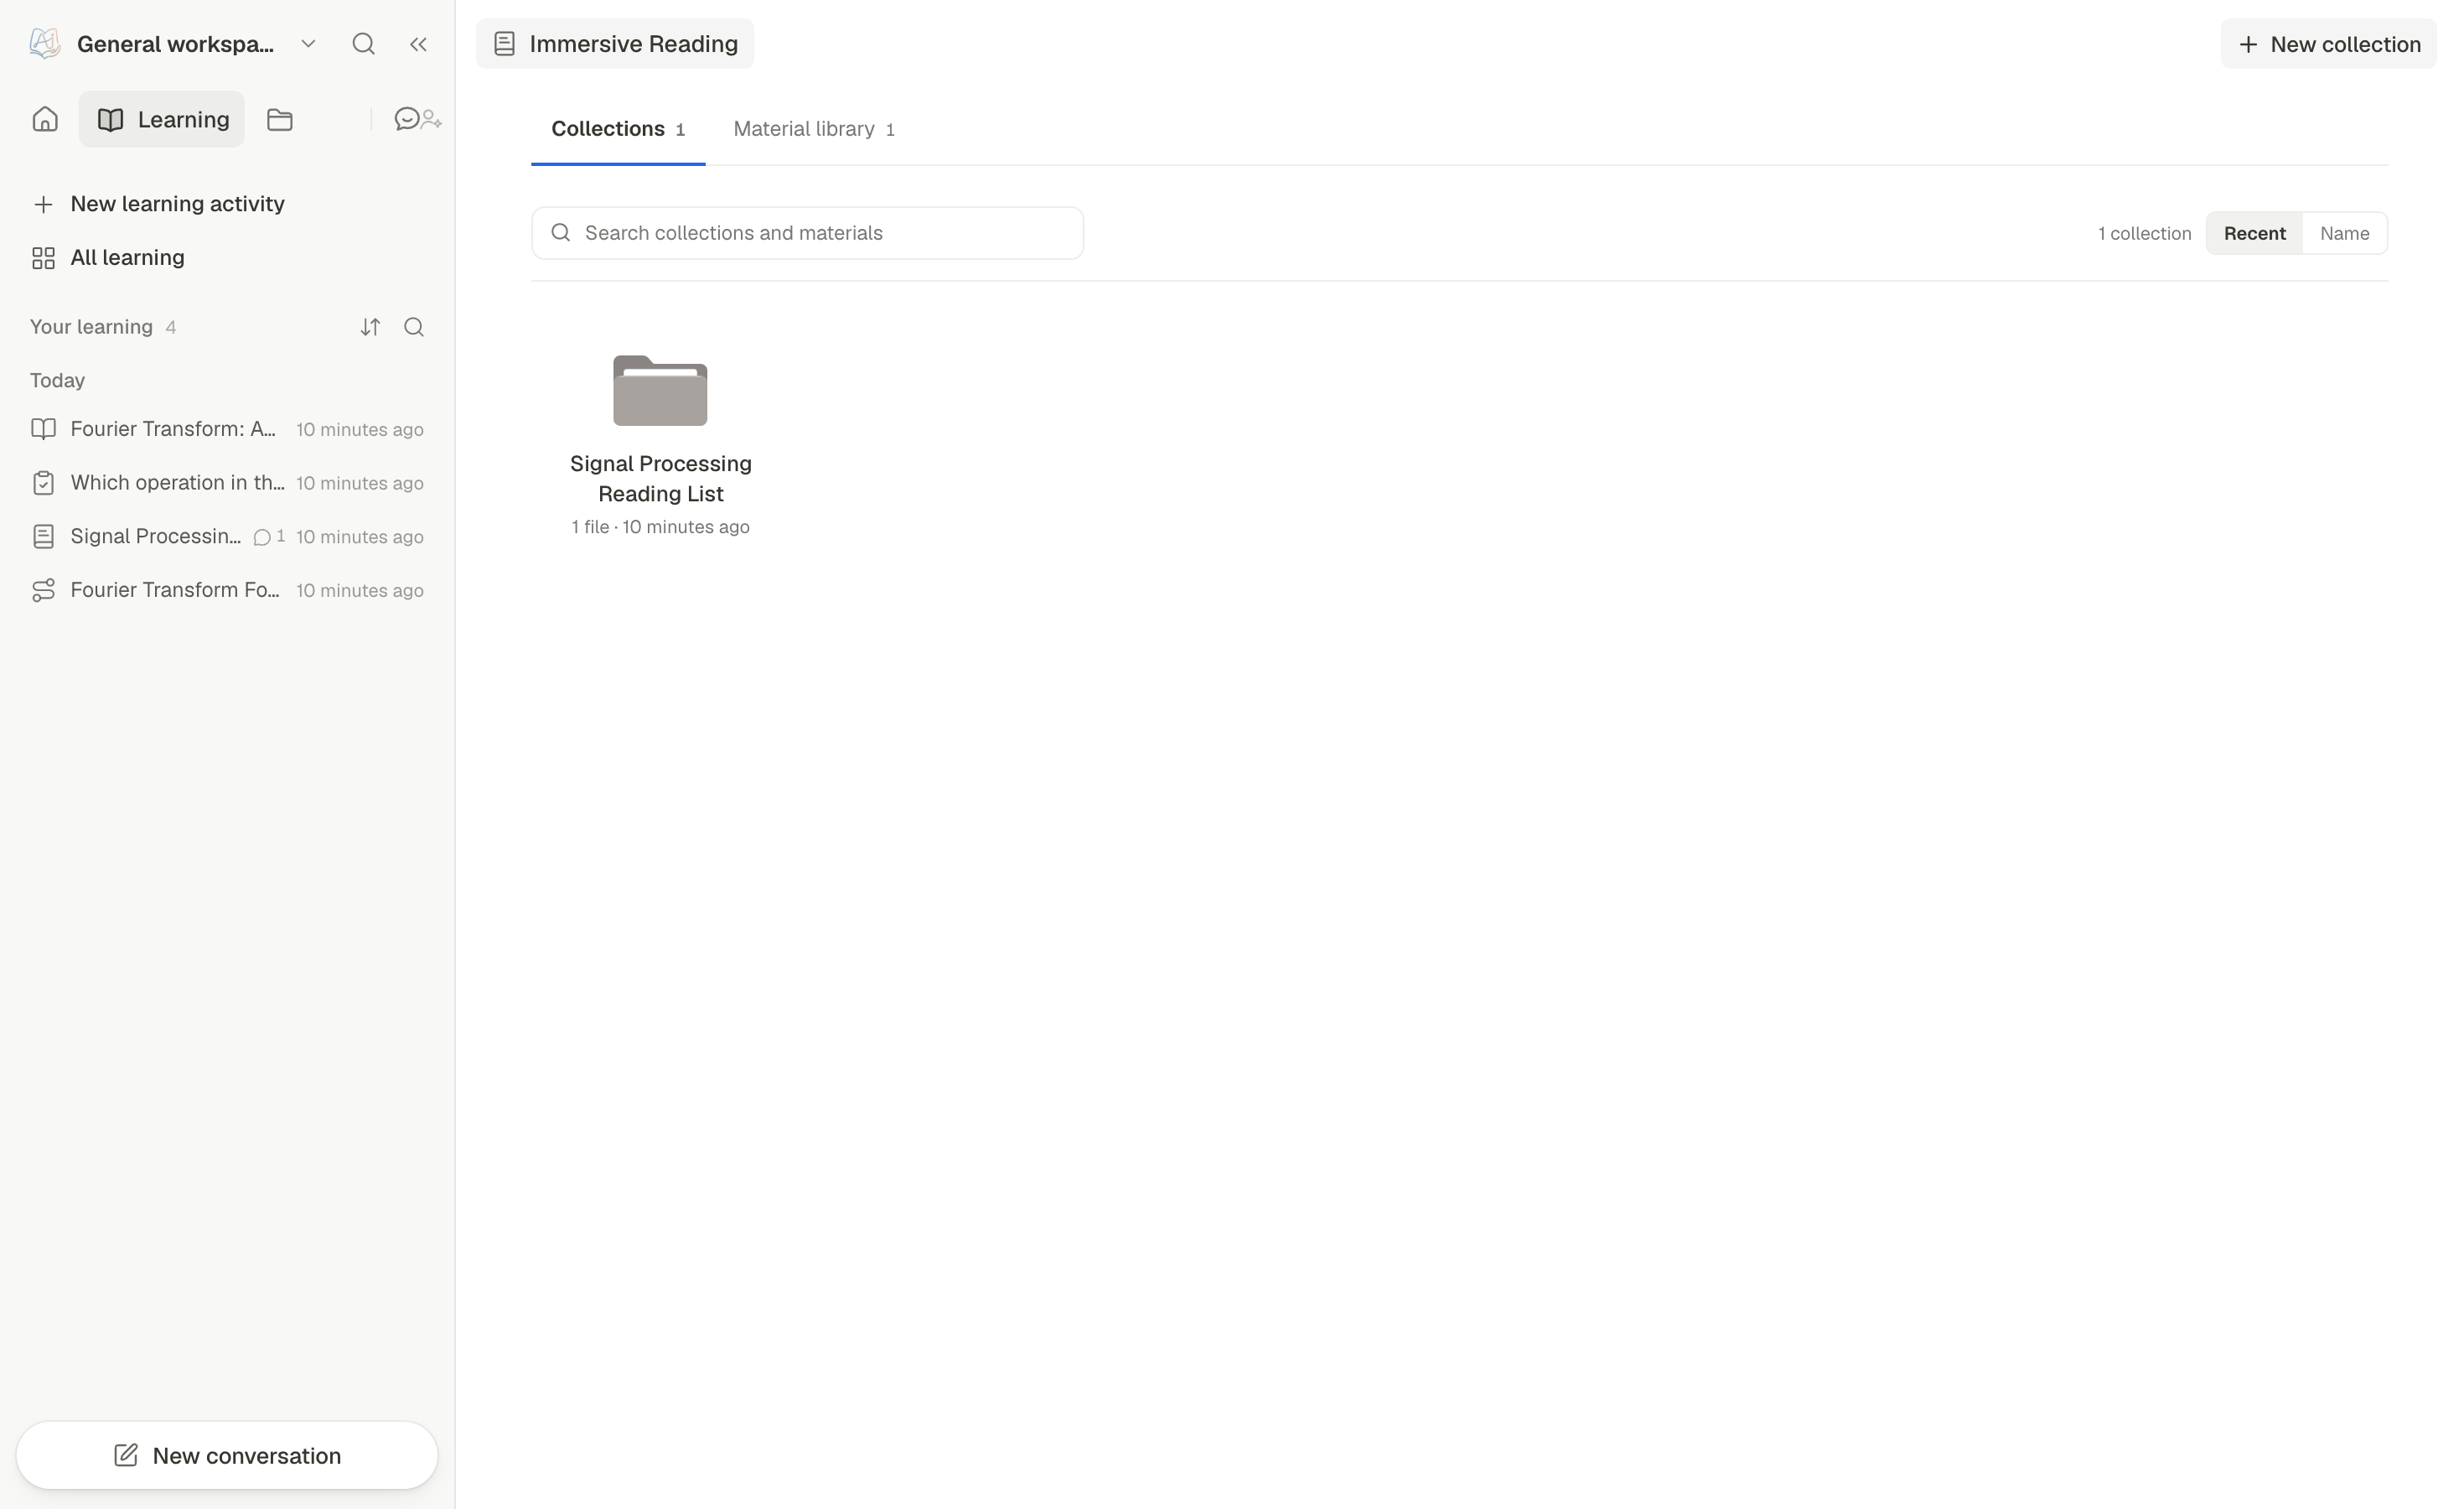 General workspa...
Learning
New learning activity
All learning
Your learning 4
Today
Fourier Transform: A... 10 minutes ago
Which operation in th... 10 minutes ago
Signal Processin... 1 10 minutes ago
Fourier Transform Fo... 10 minutes ago
New conversation
Immersive Reading
New collection
Collections 1
Material library 1
Search collections and materials
1 collection
Recent
Name
Signal Processing
Reading List
1 file · 10 minutes ago